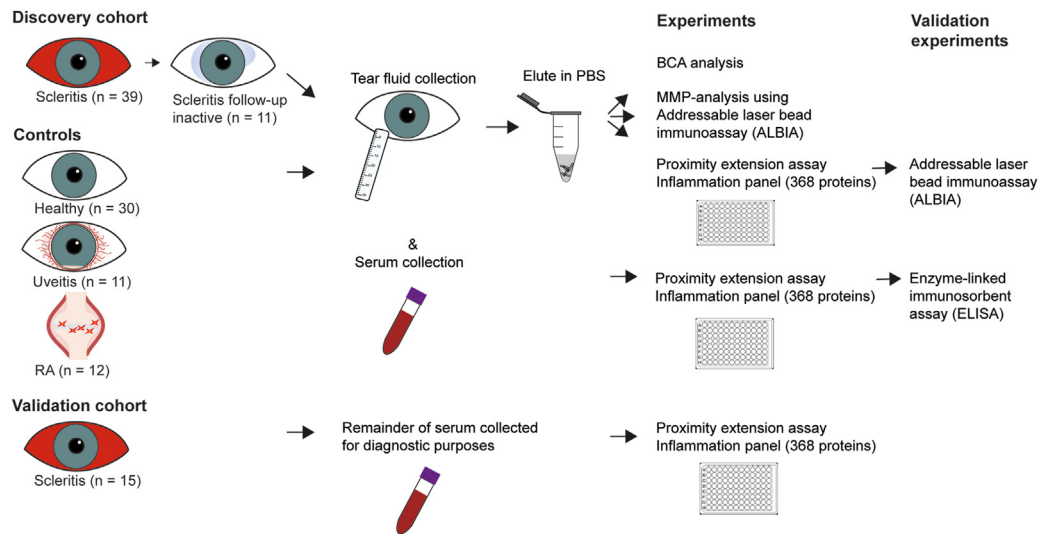 Discovery cohort
Scleritis (n = 39)
Scleritis follow-up
inactive (n = 11)
Controls
Healthy (n = 30)
Uveitis (n = 11)
RA (n = 12)
Validation cohort
Scleritis (n = 15)
Tear fluid collection
Elute in PBS
&
Serum collection
Remainder of serum collected
for diagnostic purposes
Experiments
BCA analysis
MMP-analysis using
Addressable laser bead
immunoassay (ALBIA)
Proximity extension assay
Inflammation panel (368 proteins)
Proximity extension assay
Inflammation panel (368 proteins)
Proximity extension assay
Inflammation panel (368 proteins)
Validation
experiments
Addressable laser
bead immunoassay
(ALBIA)
Enzyme-linked
immunosorbent
assay (ELISA)